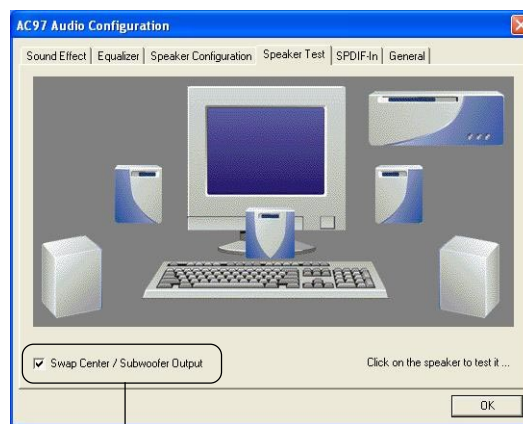 AC97 Audio Configuration
Sound Effect Equalizer Speaker Configuration Speaker Test SPDIF-In General
Swap Center / Subwoofer Output
Click on the speaker to test it ...
OK